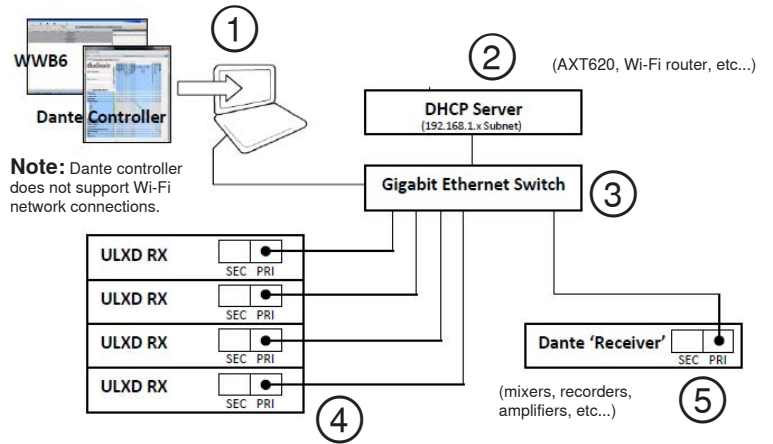 1
2
(AXT620, Wi-Fi router, etc...)
WWB6
Dante Controller
DHCP Server
(192.168.1.x Subnet)
Note: Dante controller
does not support Wi-Fi
network connections.
Gigabit Ethernet Switch
3
ULXD RX
SEC PRI
ULXD RX
SEC PRI
ULXD RX
SEC PRI
ULXD RX
SEC PRI
4
Dante 'Receiver'
SEC PRI
(mixers, recorders,
amplifiers, etc...)
5